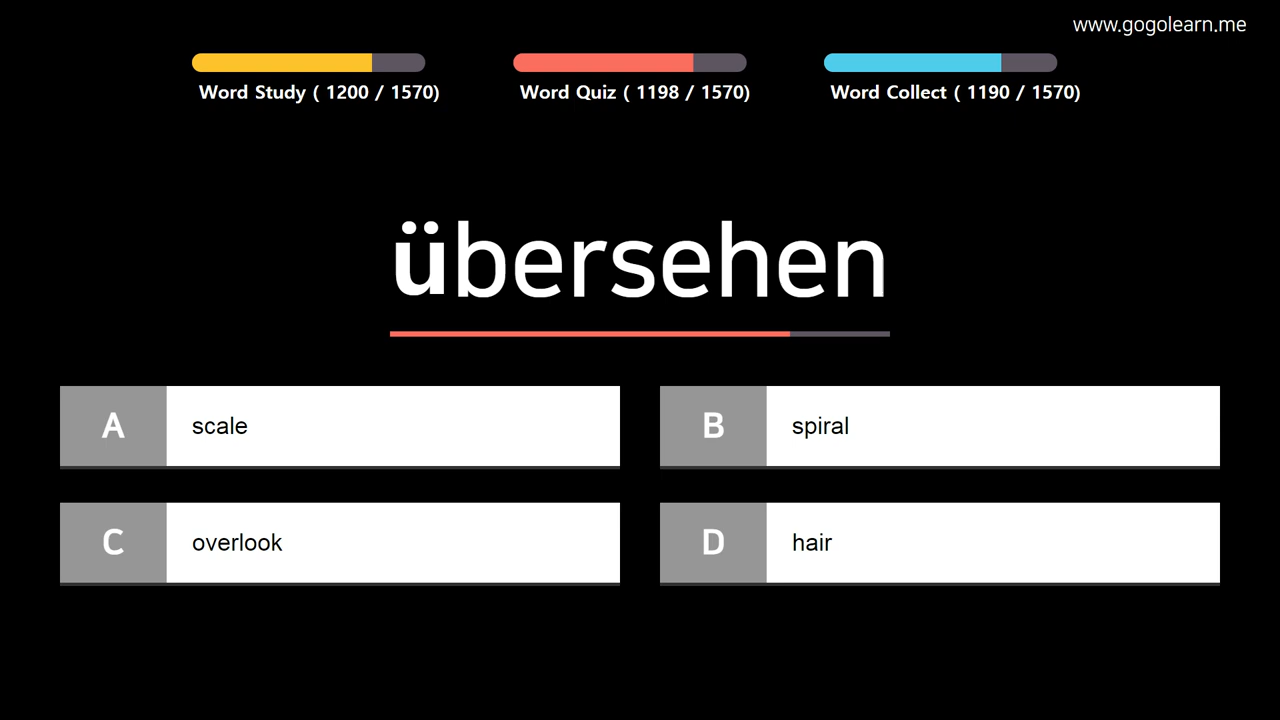 www.gogolearn.me
Word Study ( 1200 / 1570)
Word Quiz ( 1198 / 1570)
Word Collect ( 1190 / 1570)
übersehen
A scale
B spiral
C overlook
D hair